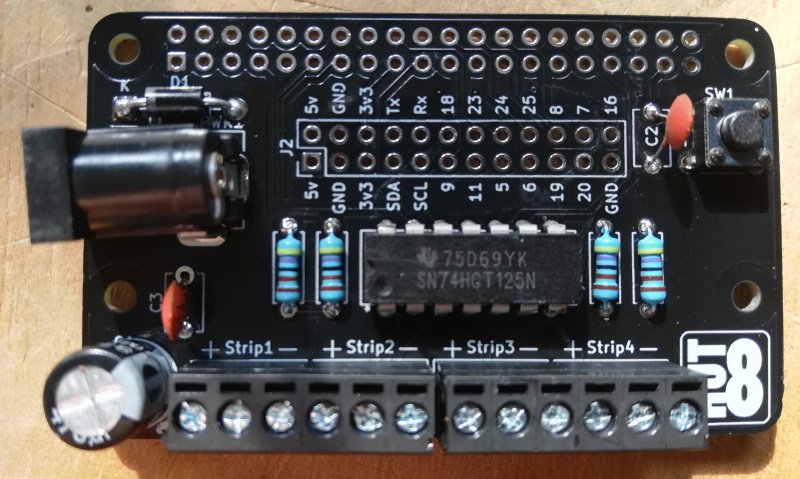 K
D1
SW1
5v GND 3v3 Tx Rx 18 23 24 25 8 7 16
J2
C2
5v GND 3v3 SDA SCL 9 11 5 6 19 20 GND
75D69YK
SN74HCT125N
C3
+ Strip1 — + Strip2 — + Strip3 — + Strip4 —
8